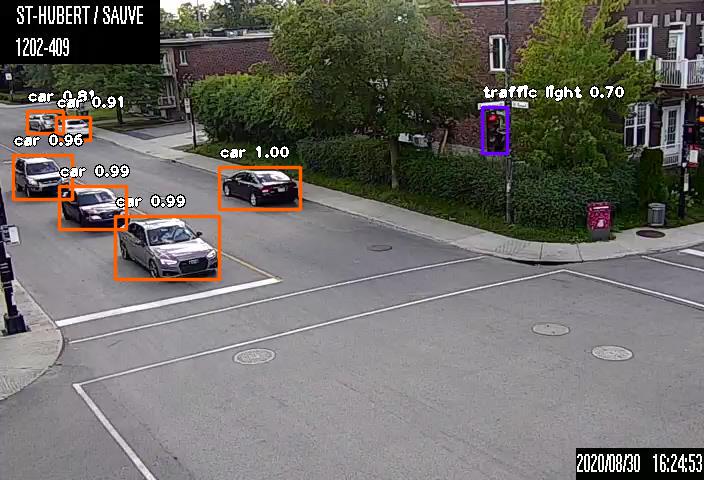 ST-HUBERT / SAUVE
1202-409
car 0.81
car 0.91
car 0.96
car 0.99
car 0.99
car 1.00
traffic light 0.70
2020/08/30 16:24:53